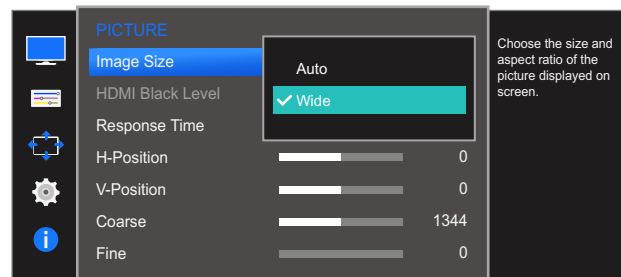 PICTURE
Image Size
Auto
Wide
HDMI Black Level
Response Time
H-Position 0
V-Position 0
Coarse 1344
Fine 0
Choose the size and
aspect ratio of the
picture displayed on
screen.
i